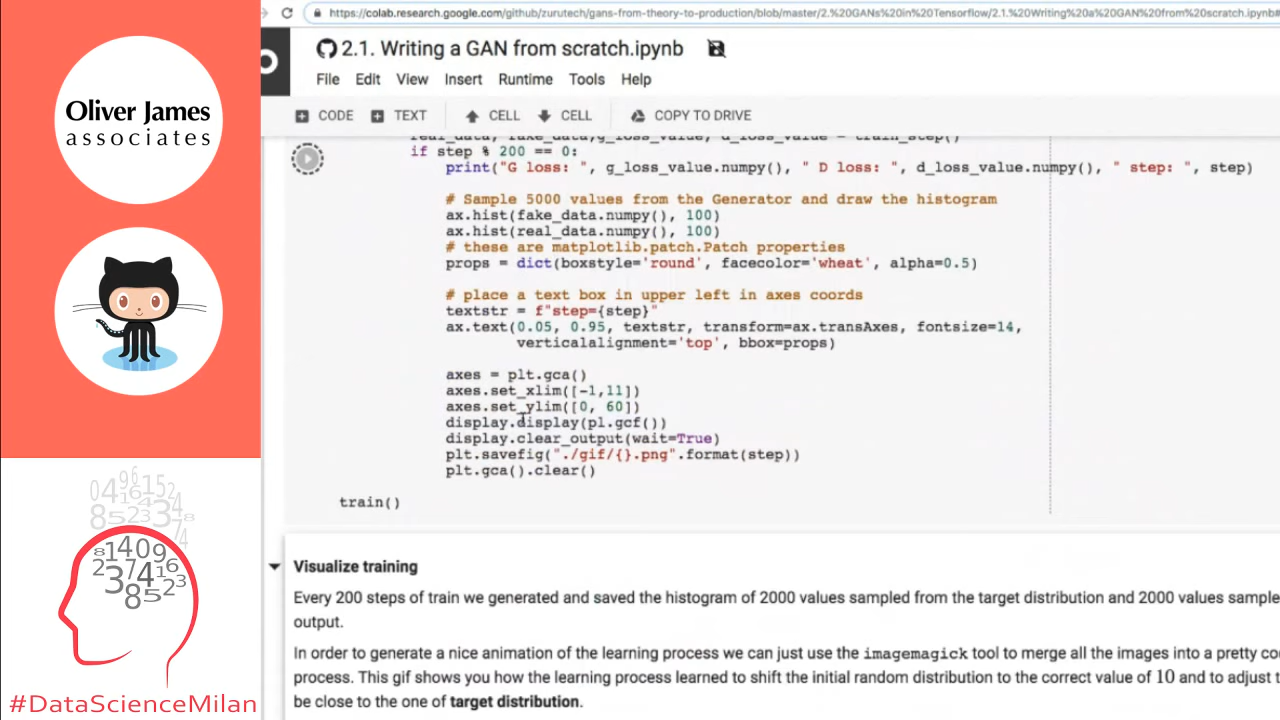 Oliver James
associates
#DataScienceMilan
https://colab.research.google.com/github/zurutech/gans-from-theory-to-production/blob/master/2.%20GANs%20in%20Tensorflow/2.1.%20Writing%20a%20GAN%20from%20scratch.ipynb#
2.1. Writing a GAN from scratch.ipynb
File Edit View Insert Runtime Tools Help
CODE TEXT CELL CELL COPY TO DRIVE
real_data, fake_data,g_loss_value, d_loss_value = train_step()
if step % 200 == 0:
print("G loss: ", g_loss_value.numpy(), " D loss: ", d_loss_value.numpy(), " step: ", step)
# Sample 5000 values from the Generator and draw the histogram
ax.hist(fake_data.numpy(), 100)
ax.hist(real_data.numpy(), 100)
# these are matplotlib.patch.Patch properties
props = dict(boxstyle='round', facecolor='wheat', alpha=0.5)
# place a text box in upper left in axes coords
textstr = f"step={step}"
ax.text(0.05, 0.95, textstr, transform=ax.transAxes, fontsize=14,
verticalalignment='top', bbox=props)
axes = plt.gca()
axes.set_xlim([-1,11])
axes.set_ylim([0, 60])
display.display(pl.gcf())
display.clear_output(wait=True)
plt.savefig("./gif/{}.png".format(step))
plt.gca().clear()
train()
Visualize training
Every 200 steps of train we generated and saved the histogram of 2000 values sampled from the target distribution and 2000 values sample
output.
In order to generate a nice animation of the learning process we can just use the imagemagick tool to merge all the images into a pretty co
process. This gif shows you how the learning process learned to shift the initial random distribution to the correct value of 10 and to adjust t
be close to the one of target distribution.